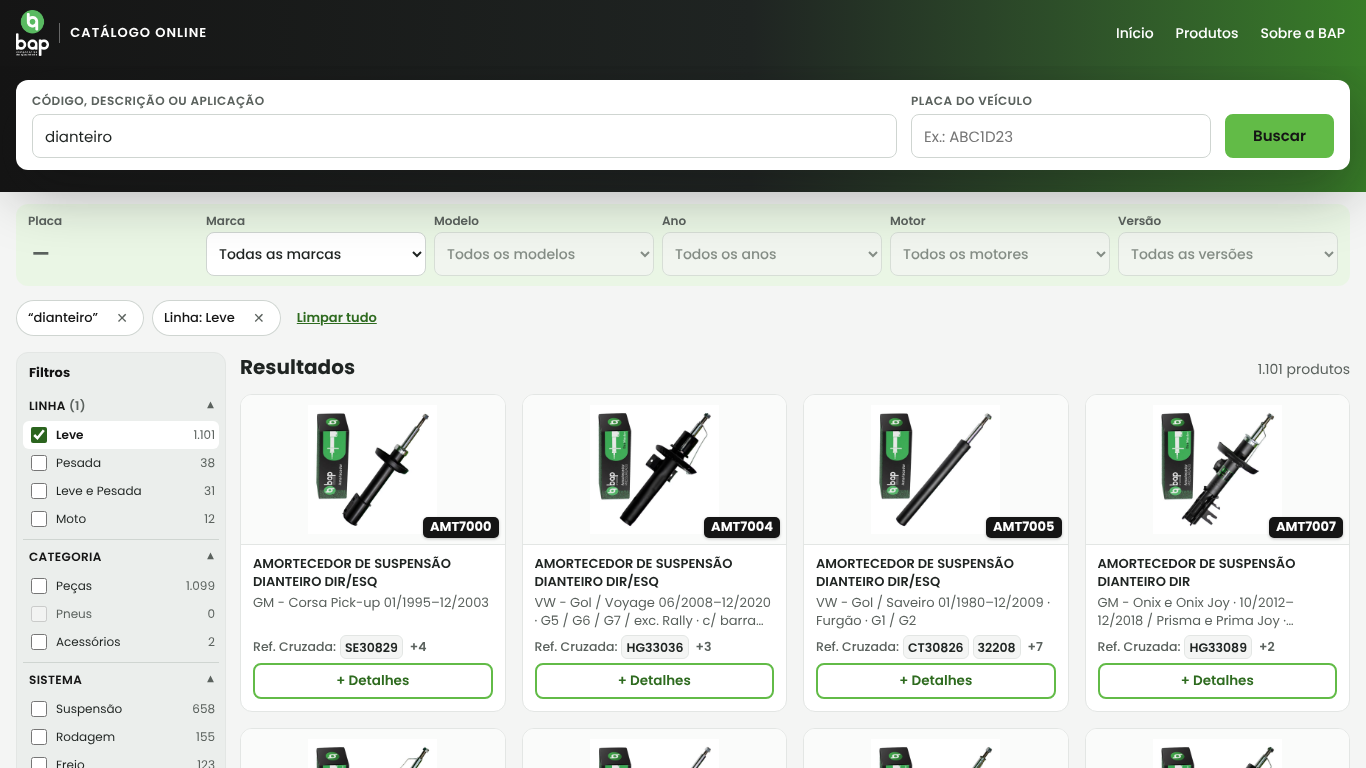 bap
CATÁLOGO ONLINE
Início
Produtos
Sobre a BAP
CÓDIGO, DESCRIÇÃO OU APLICAÇÃO
PLACA DO VEÍCULO
dianteiro
Ex.: ABC1D23
Buscar
Placa
Marca
Modelo
Ano
Motor
Versão
—
Todas as marcas
Todos os modelos
Todos os anos
Todos os motores
Todas as versões
“dianteiro” ✕
Linha: Leve ✕
Limpar tudo
Filtros
LINHA (1) ▲
Leve 1.101
Pesada 38
Leve e Pesada 31
Moto 12
CATEGORIA ▲
Peças 1.099
Pneus 0
Acessórios 2
SISTEMA ▲
Suspensão 658
Rodagem 155
Freio 123
Resultados
1.101 produtos
bap
AMT7000
AMORTECEDOR DE SUSPENSÃO
DIANTEIRO DIR/ESQ
GM - Corsa Pick-up 01/1995–12/2003
Ref. Cruzada: SE30829 +4
+ Detalhes
bap
AMT7004
AMORTECEDOR DE SUSPENSÃO
DIANTEIRO DIR/ESQ
VW - Gol / Voyage 06/2008–12/2020
· G5 / G6 / G7 / exc. Rally · c/ barra…
Ref. Cruzada: HG33036 +3
+ Detalhes
bap
AMT7005
AMORTECEDOR DE SUSPENSÃO
DIANTEIRO DIR/ESQ
VW - Gol / Saveiro 01/1980–12/2009 ·
Furgão · G1 / G2
Ref. Cruzada: CT30826 32208 +7
+ Detalhes
bap
AMT7007
AMORTECEDOR DE SUSPENSÃO
DIANTEIRO DIR
GM - Onix e Onix Joy · 10/2012–
12/2018 / Prisma e Prima Joy ·…
Ref. Cruzada: HG33089 +2
+ Detalhes